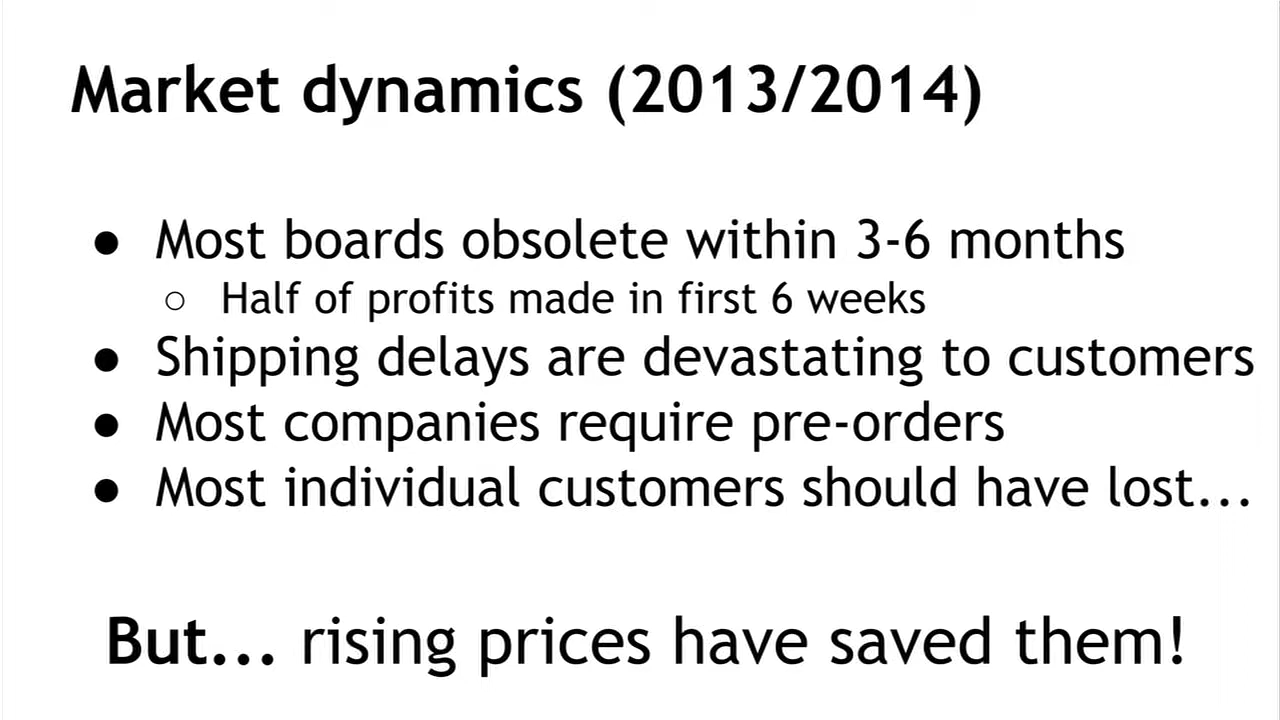 Market dynamics (2013/2014)
● Most boards obsolete within 3-6 months
○ Half of profits made in first 6 weeks
● Shipping delays are devastating to customers
● Most companies require pre-orders
● Most individual customers should have lost...
But... rising prices have saved them!